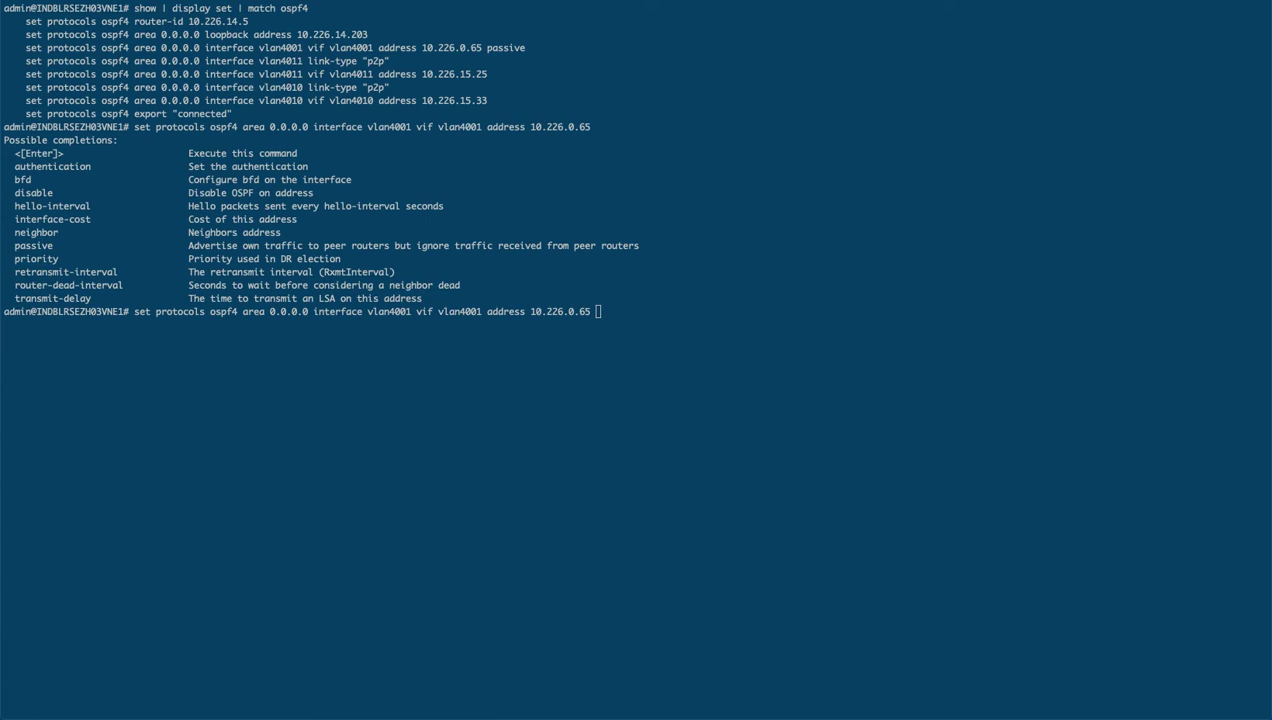 admin@INDBLRSEZH03VNE1# show | display set | match ospf4
set protocols ospf4 router-id 10.226.14.5
set protocols ospf4 area 0.0.0.0 loopback address 10.226.14.203
set protocols ospf4 area 0.0.0.0 interface vlan4001 vif vlan4001 address 10.226.0.65 passive
set protocols ospf4 area 0.0.0.0 interface vlan4011 link-type "p2p"
set protocols ospf4 area 0.0.0.0 interface vlan4011 vif vlan4011 address 10.226.15.25
set protocols ospf4 area 0.0.0.0 interface vlan4010 link-type "p2p"
set protocols ospf4 area 0.0.0.0 interface vlan4010 vif vlan4010 address 10.226.15.33
set protocols ospf4 export "connected"
admin@INDBLRSEZH03VNE1# set protocols ospf4 area 0.0.0.0 interface vlan4001 vif vlan4001 address 10.226.0.65
Possible completions:
<[Enter]> Execute this command
authentication Set the authentication
bfd Configure bfd on the interface
disable Disable OSPF on address
hello-interval Hello packets sent every hello-interval seconds
interface-cost Cost of this address
neighbor Neighbors address
passive Advertise own traffic to peer routers but ignore traffic received from peer routers
priority Priority used in DR election
retransmit-interval The retransmit interval (RxmtInterval)
router-dead-interval Seconds to wait before considering a neighbor dead
transmit-delay The time to transmit an LSA on this address
admin@INDBLRSEZH03VNE1# set protocols ospf4 area 0.0.0.0 interface vlan4001 vif vlan4001 address 10.226.0.65